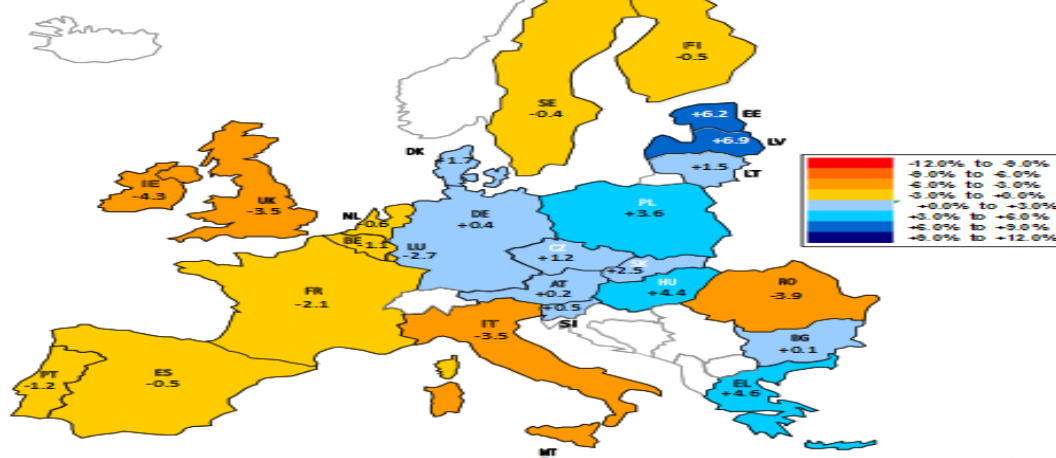 FI
-0.5
SE
-0.4
+6.2 EE
+6.9 LV
DK
+1.7
+1.5
LT
-12.0% to -9.0%
-9.0% to -6.0%
-6.0% to -3.0%
-3.0% to +0.0%
+0.0% to +3.0%
+3.0% to +6.0%
+6.0% to +9.0%
+9.0% to +12.0%
IE
-4.3
UK
-3.5
NL
-0.6
BE
1.1
LU
-2.7
DE
+0.4
PL
+3.6
CZ
+1.2
SK
+2.5
AT
+0.2
HU
+4.4
+0.5
SI
RO
-3.9
BG
+0.1
FR
-2.1
IT
-3.5
PT
-1.2
ES
-0.5
EL
+4.6
MT